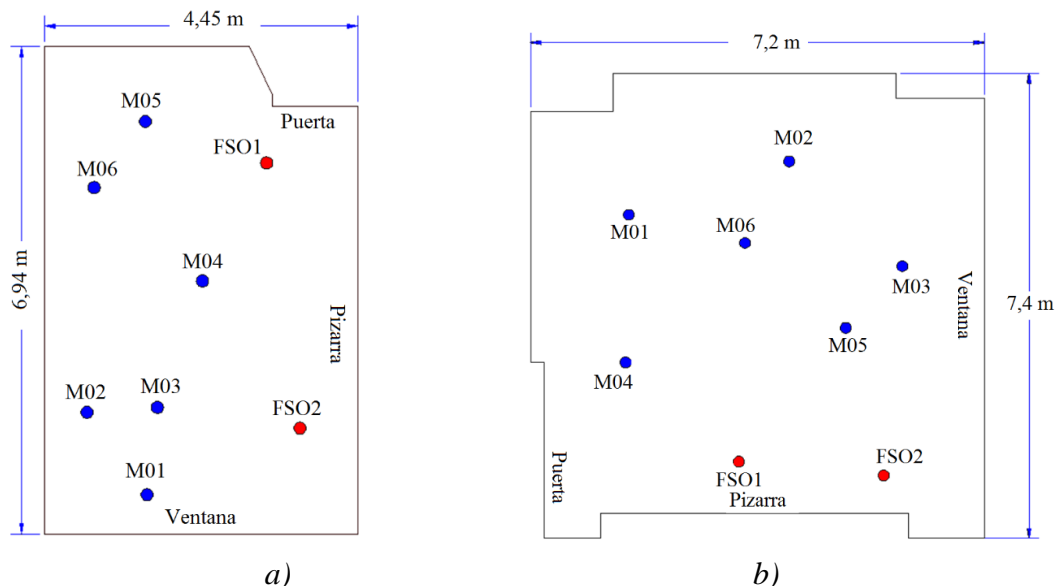 4,45 m
M05
Puerta
FSO1
M06
6,94 m
M04
Pizarra
M02
M03
FSO2
M01
Ventana
a)
7,2 m
M02
M01
M06
M03
Ventana
7,4 m
M05
M04
Puerta
FSO1
FSO2
Pizarra
b)